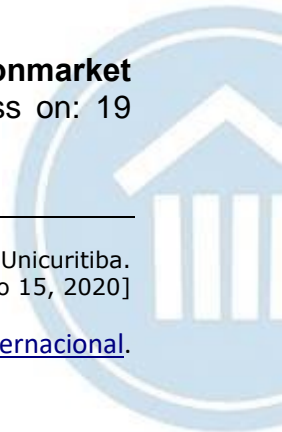 onmarket
ss on: 19
Unicuritiba.
o 15, 2020]
ernacional.